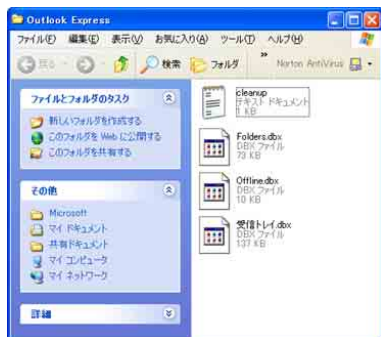 Outlook Express
ファイル(F) 編集(E) 表示(V) お気に入り(A) ツール(T) ヘルプ(H)
戻る 検索 フォルダ » Norton AntiVirus
ファイルとフォルダのタスク
新しいフォルダを作成する
このフォルダを Web に公開する
このフォルダを共有する
その他
Microsoft
マイ ドキュメント
共有ドキュメント
マイ コンピュータ
マイ ネットワーク
詳細
cleanup
テキスト ドキュメント
1 KB
Folders.dbx
DBX ファイル
73 KB
Offline.dbx
DBX ファイル
10 KB
受信トレイ.dbx
DBX ファイル
137 KB